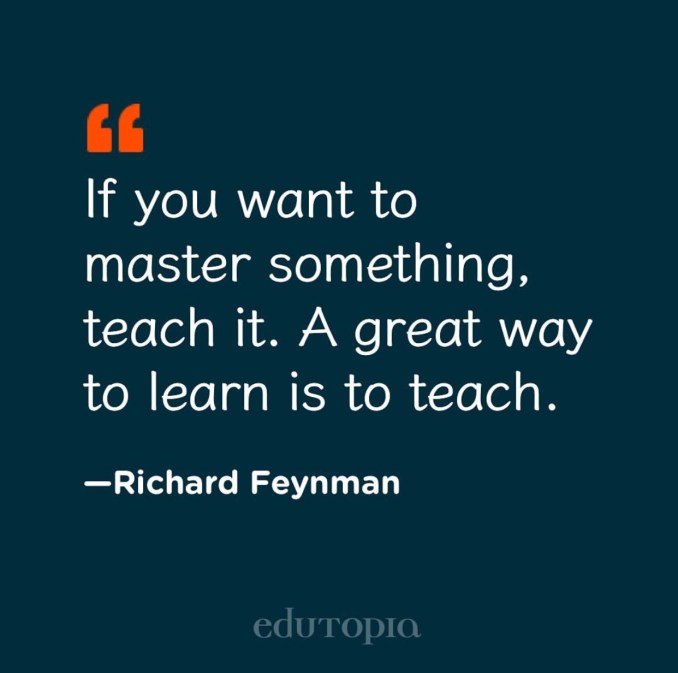 “
If you want to
master something,
teach it. A great way
to learn is to teach.
—Richard Feynman
edutopia